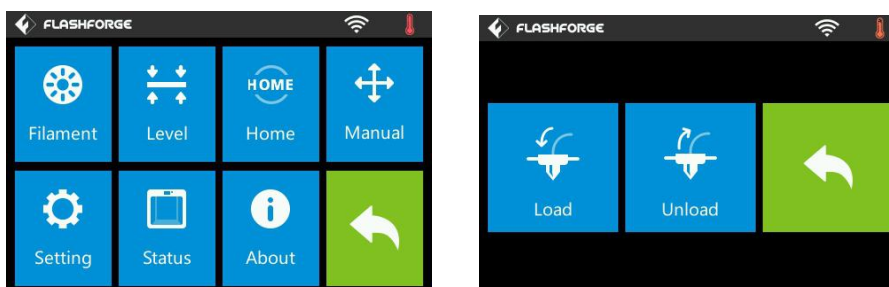 FLASHFORGE
Filament Level Home Manual
HOME
Setting Status About
FLASHFORGE
Load Unload